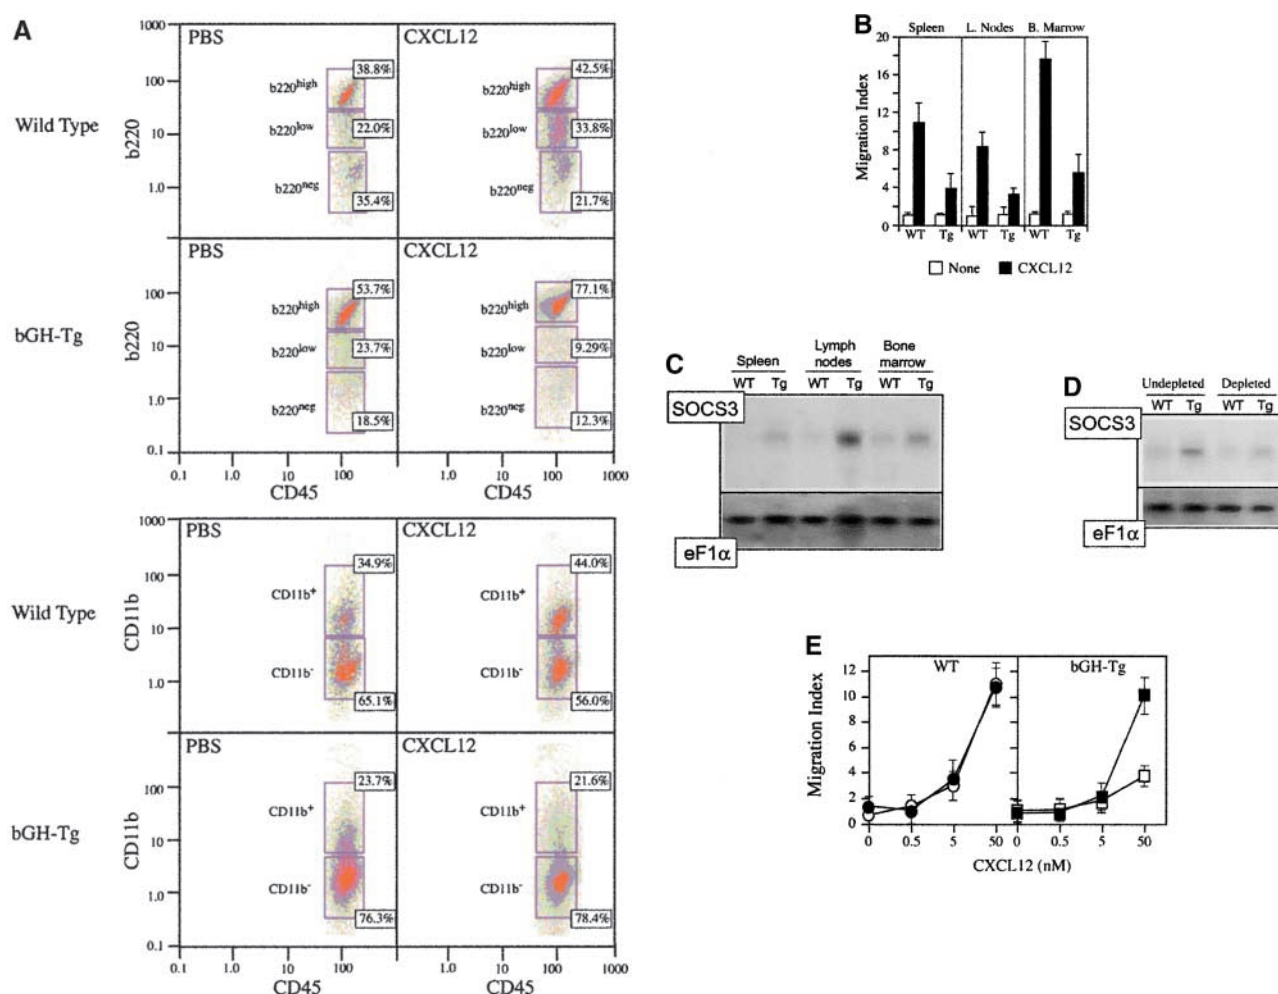 A
1000
PBS
CXCL12
38.8%
42.5%
100
b220high
b220high
Wild Type
b220
10
b220low
22.0%
b220low
33.8%
1.0
b220neg
b220neg
35.4%
21.7%
PBS
CXCL12
53.7%
77.1%
100
b220high
b220high
bGH-Tg
b220
10
b220low
23.7%
b220low
9.29%
1.0
b220neg
b220neg
18.5%
12.3%
0.1
0.1 1.0 10 100 1.0 10 100 1000
CD45 CD45
1000
PBS
CXCL12
34.9%
44.0%
100
CD11b+
CD11b+
Wild Type
CD11b
10
CD11b-
CD11b-
1.0
65.1%
56.0%
PBS
CXCL12
23.7%
21.6%
100
CD11b+
CD11b+
bGH-Tg
CD11b
10
CD11b-
CD11b-
1.0
76.3%
78.4%
0.1
0.1 1.0 10 100 1.0 10 100 1000
CD45 CD45
B
Spleen L. Nodes B. Marrow
20
16
12
8
4
0
Migration Index
WT Tg WT Tg WT Tg
None CXCL12
C
Spleen Lymph nodes Bone marrow
WT Tg WT Tg WT Tg
SOCS3
eF1α
D
Undepleted Depleted
WT Tg WT Tg
SOCS3
eF1α
E
WT bGH-Tg
12
10
8
6
4
2
0
Migration Index
0 0.5 5 50 0 0.5 5 50
CXCL12 (nM)